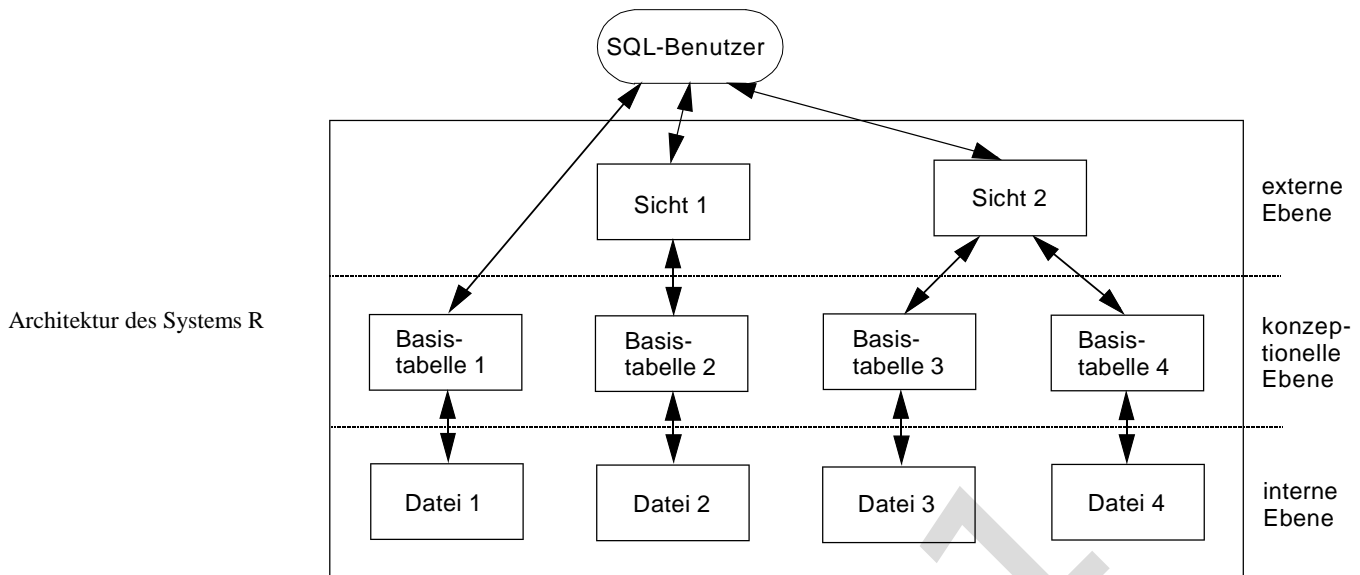 SQL-Benutzer
Sicht 1
Sicht 2
externe
Ebene
Architektur des Systems R
Basis-
tabelle 1
Basis-
tabelle 2
Basis-
tabelle 3
Basis-
tabelle 4
konzep-
tionelle
Ebene
Datei 1
Datei 2
Datei 3
Datei 4
interne
Ebene